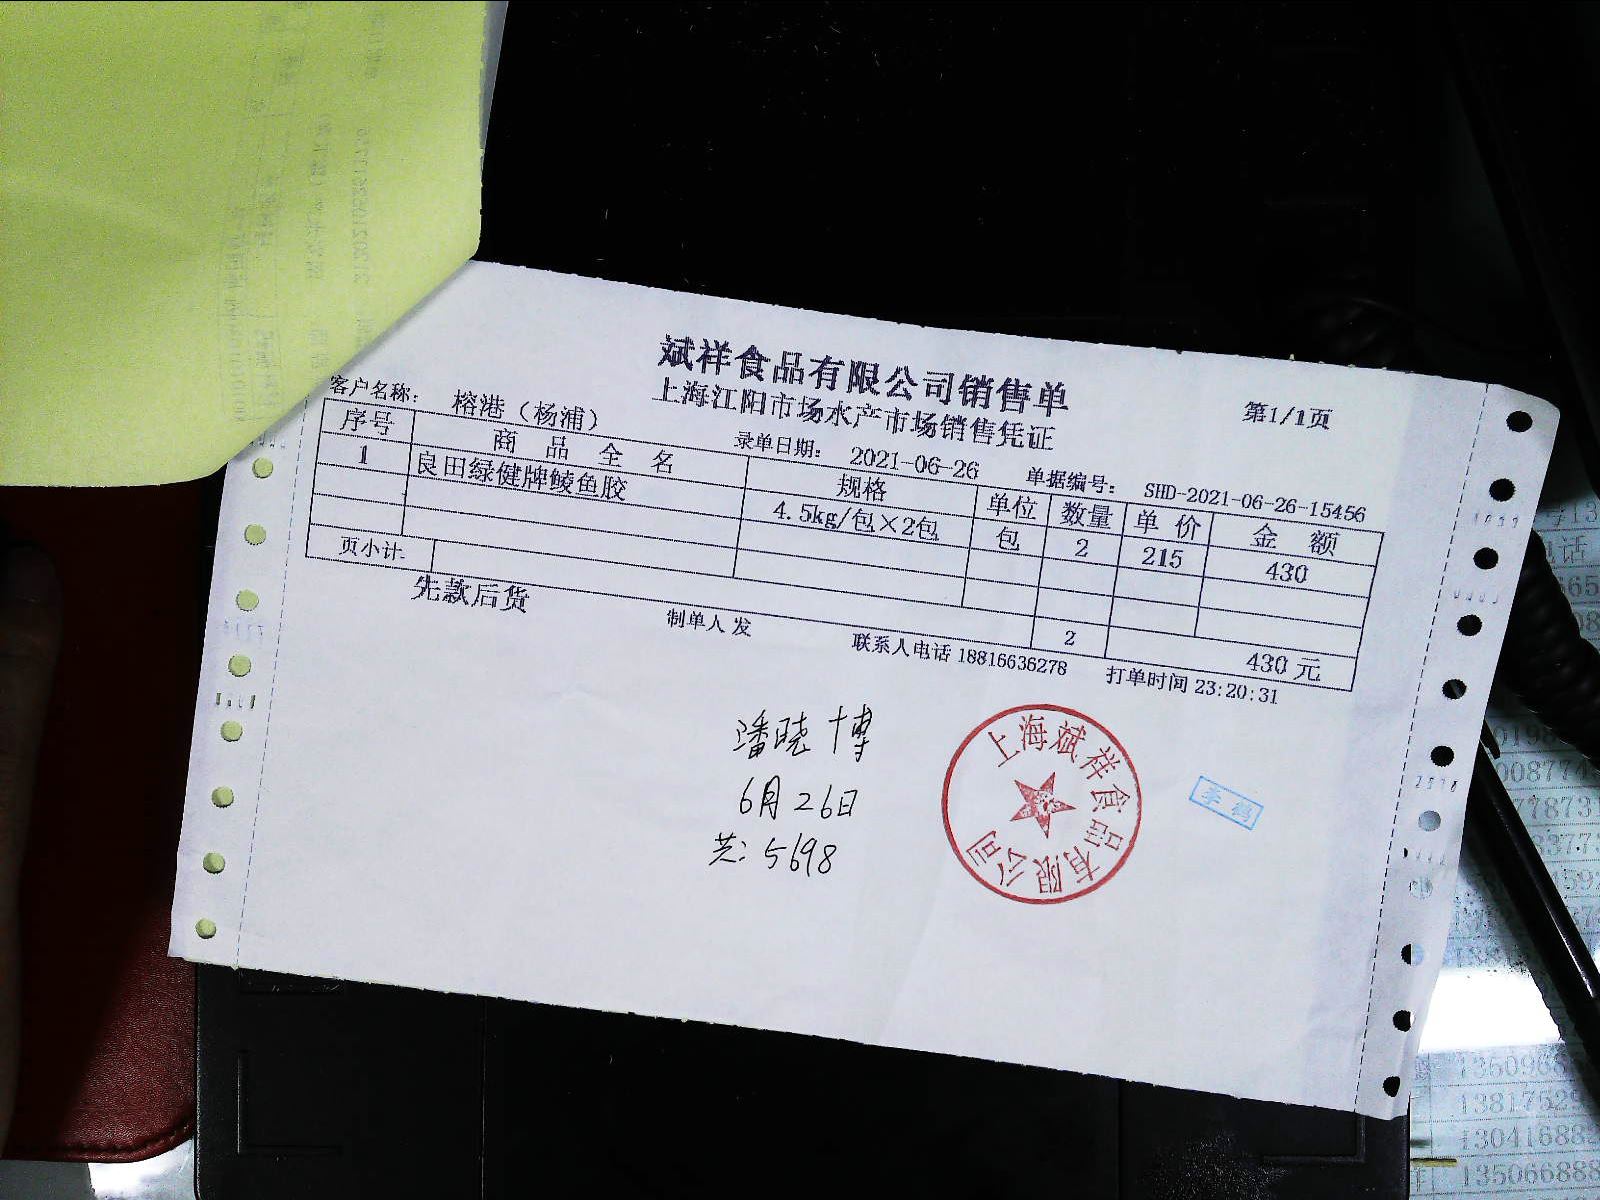 斌祥食品有限公司销售单
上海江阳市场水产市场销售凭证
第1/1页
客户名称： 榕港（杨浦） 录单日期： 2021-06-26 单据编号： SHD-2021-06-26-15456
序号 商品全名 规格 单位 数量 单价 金额
1 良田绿健牌鲮鱼胶 4.5kg/包×2包 包 2 215 430
页小计 2 430元
先款后货 制单人 发 联系人电话 18816636278 打单时间 23:20:31
潘晓博
6月26日
5698
上海斌祥食品有限公司